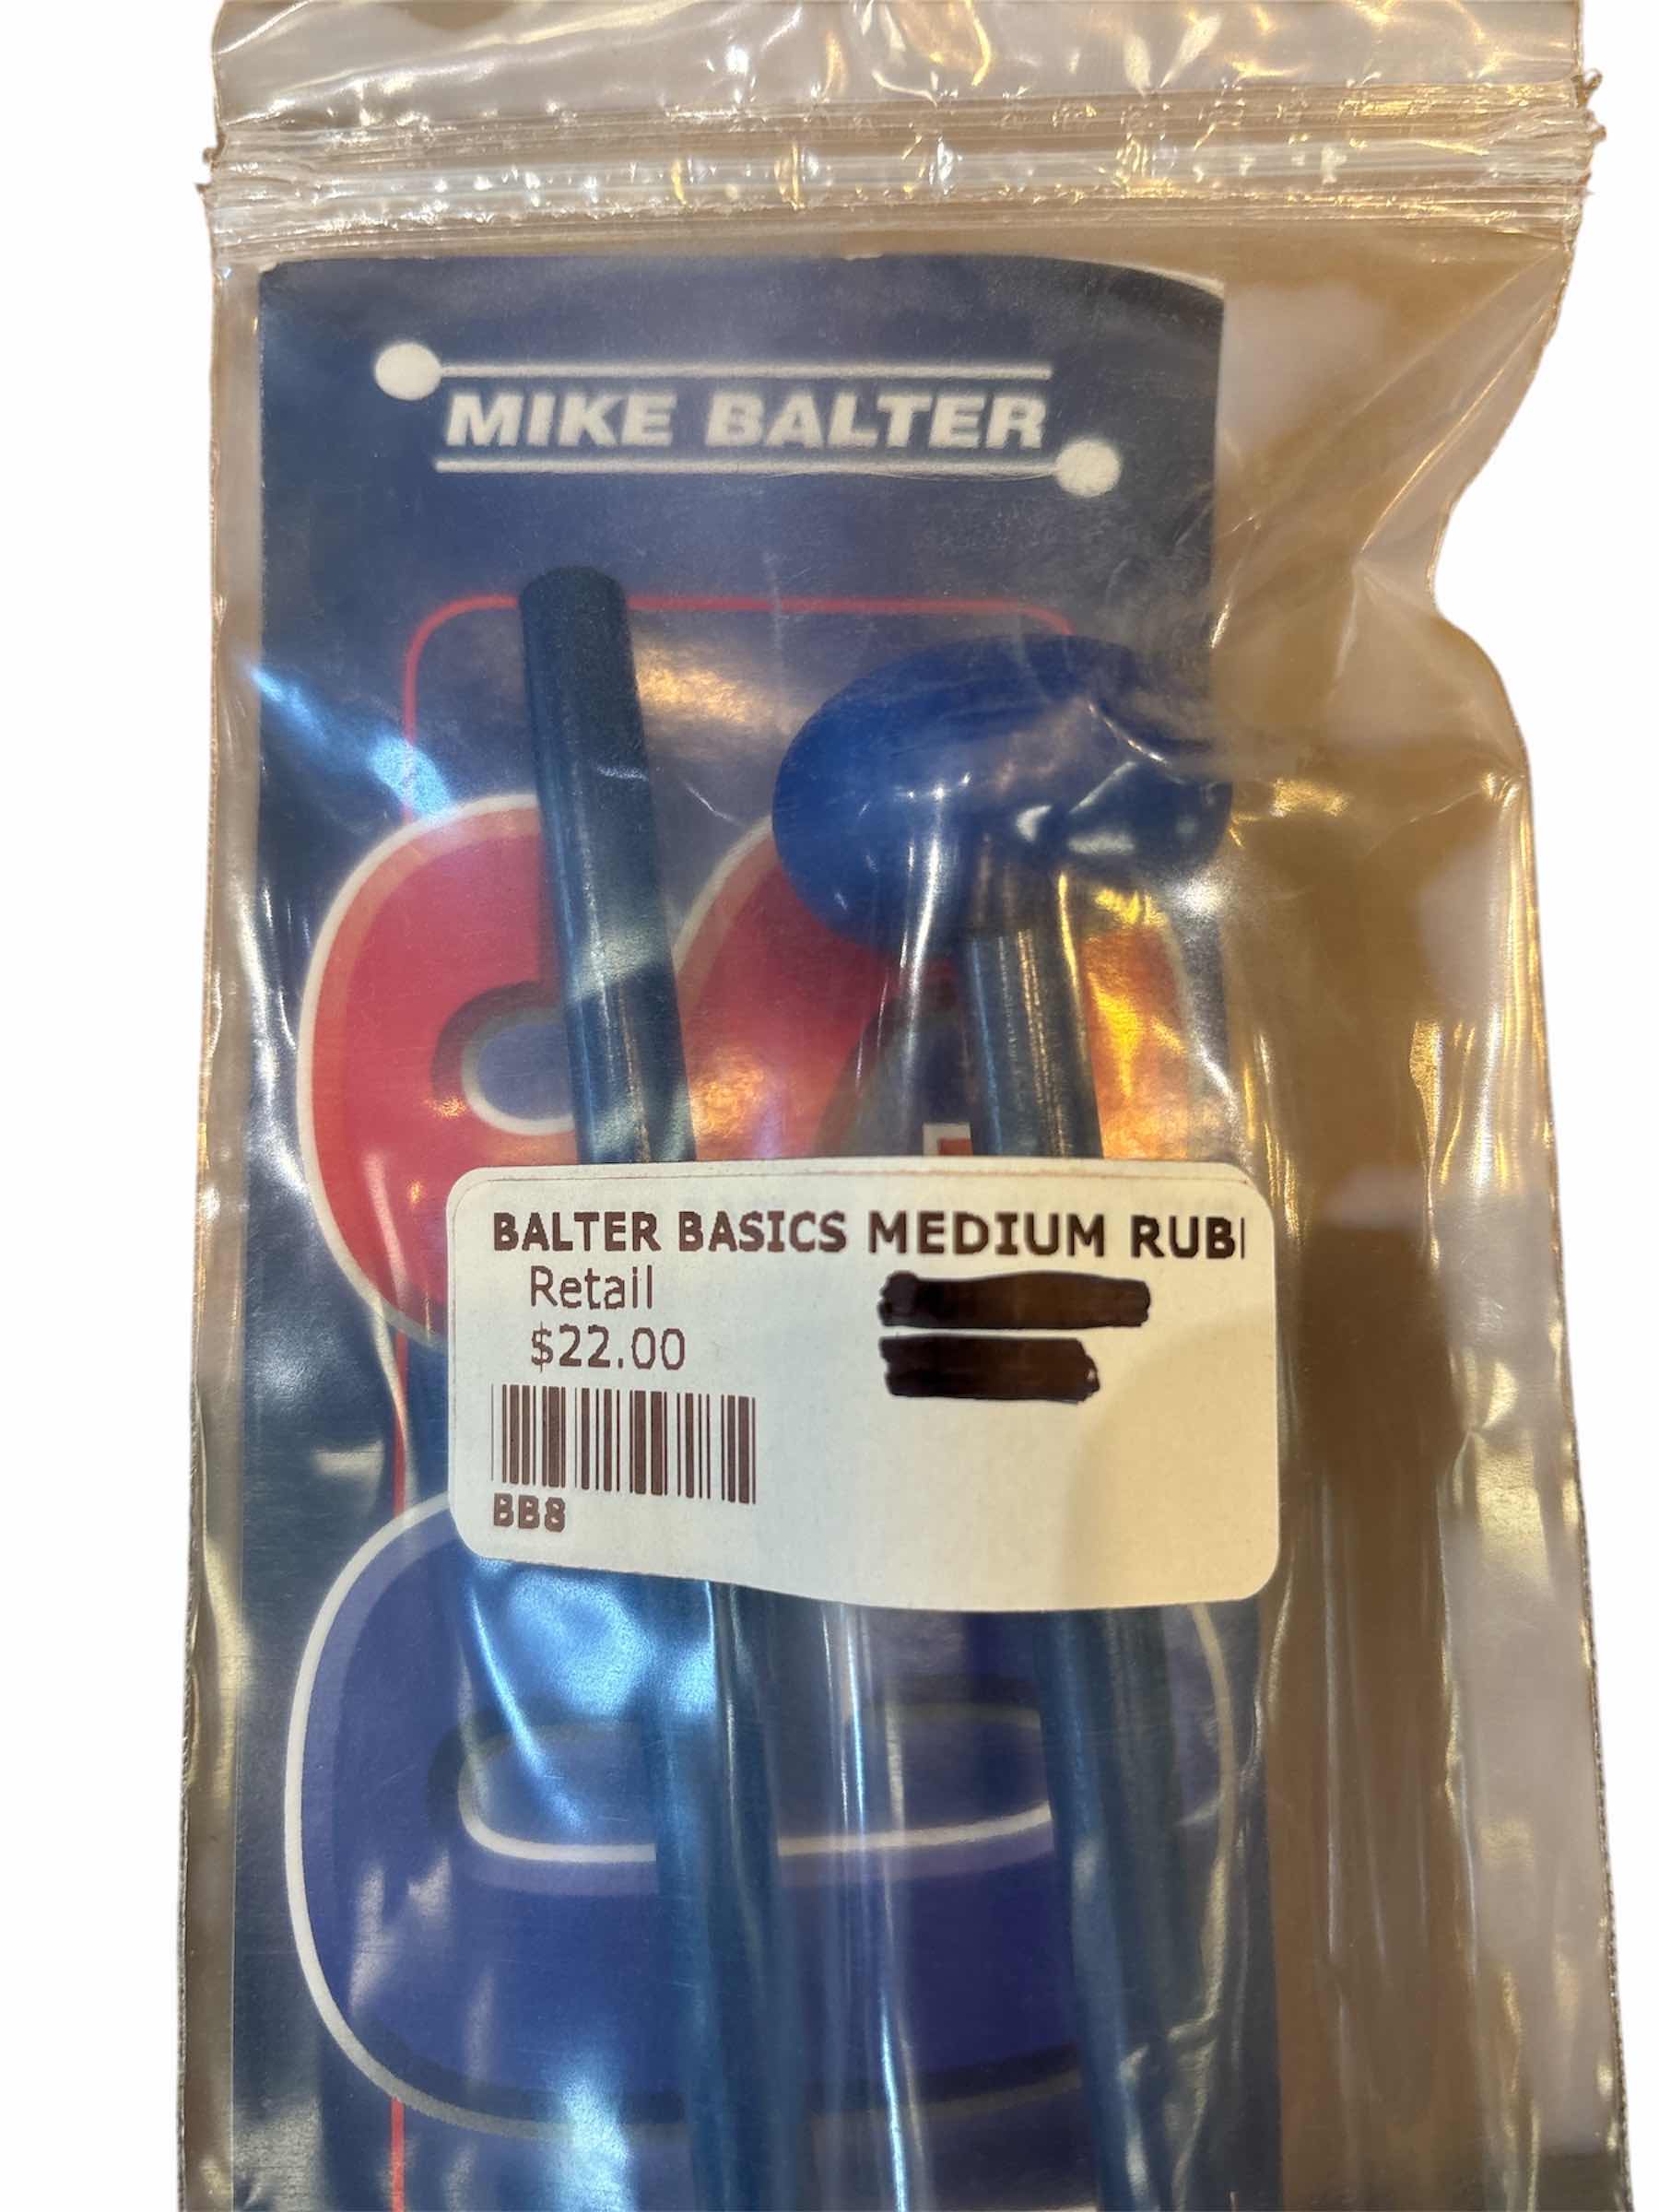 MIKE BALTER
BALTER BASICS MEDIUM RUB
Retail
$22.00
BB8